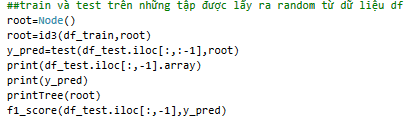 ##train và test trên những tập được lấy ra random từ dữ liệu df
root=Node()
root=id3(df_train,root)
y_pred=test(df_test.iloc[:,:-1],root)
print(df_test.iloc[:,-1].array)
print(y_pred)
printTree(root)
f1_score(df_test.iloc[:,-1],y_pred)